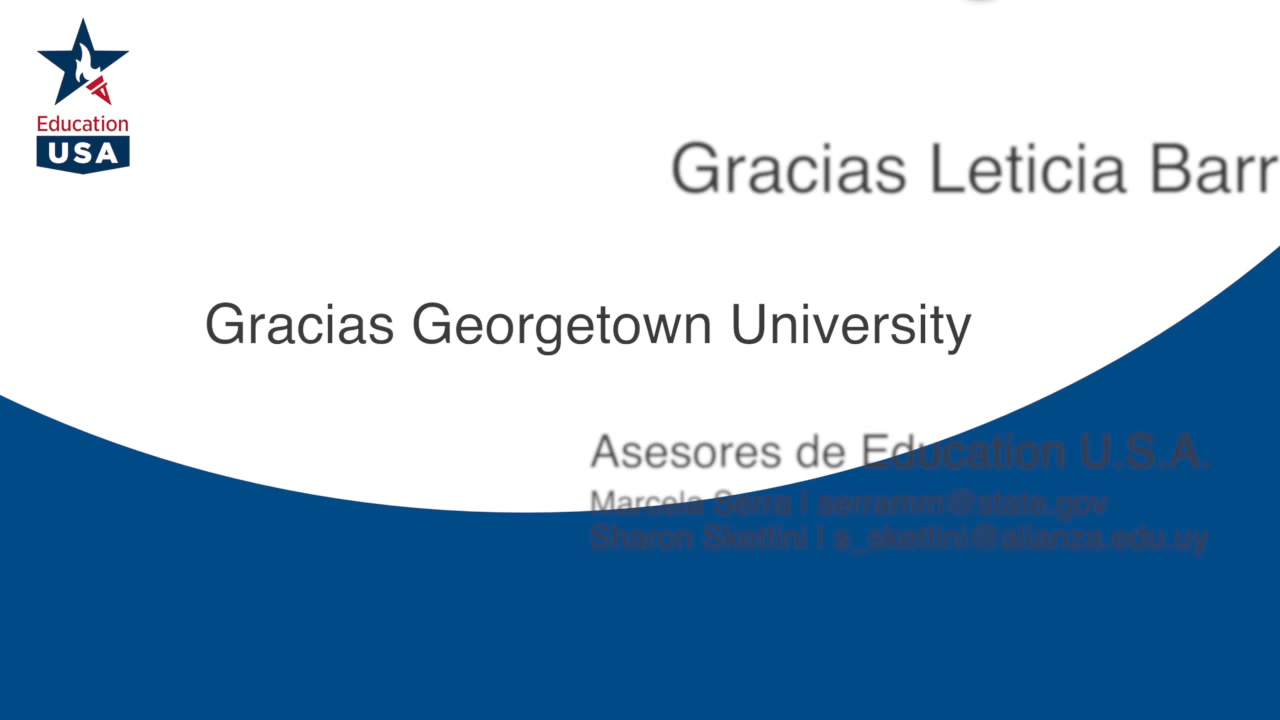 Education
USA
Gracias Leticia Barr
Gracias Georgetown University
Asesores de Education U.S.A.
Marcela Serra | serramm@state.gov
Sharon Skettini | s_skettini@alianza.edu.uy